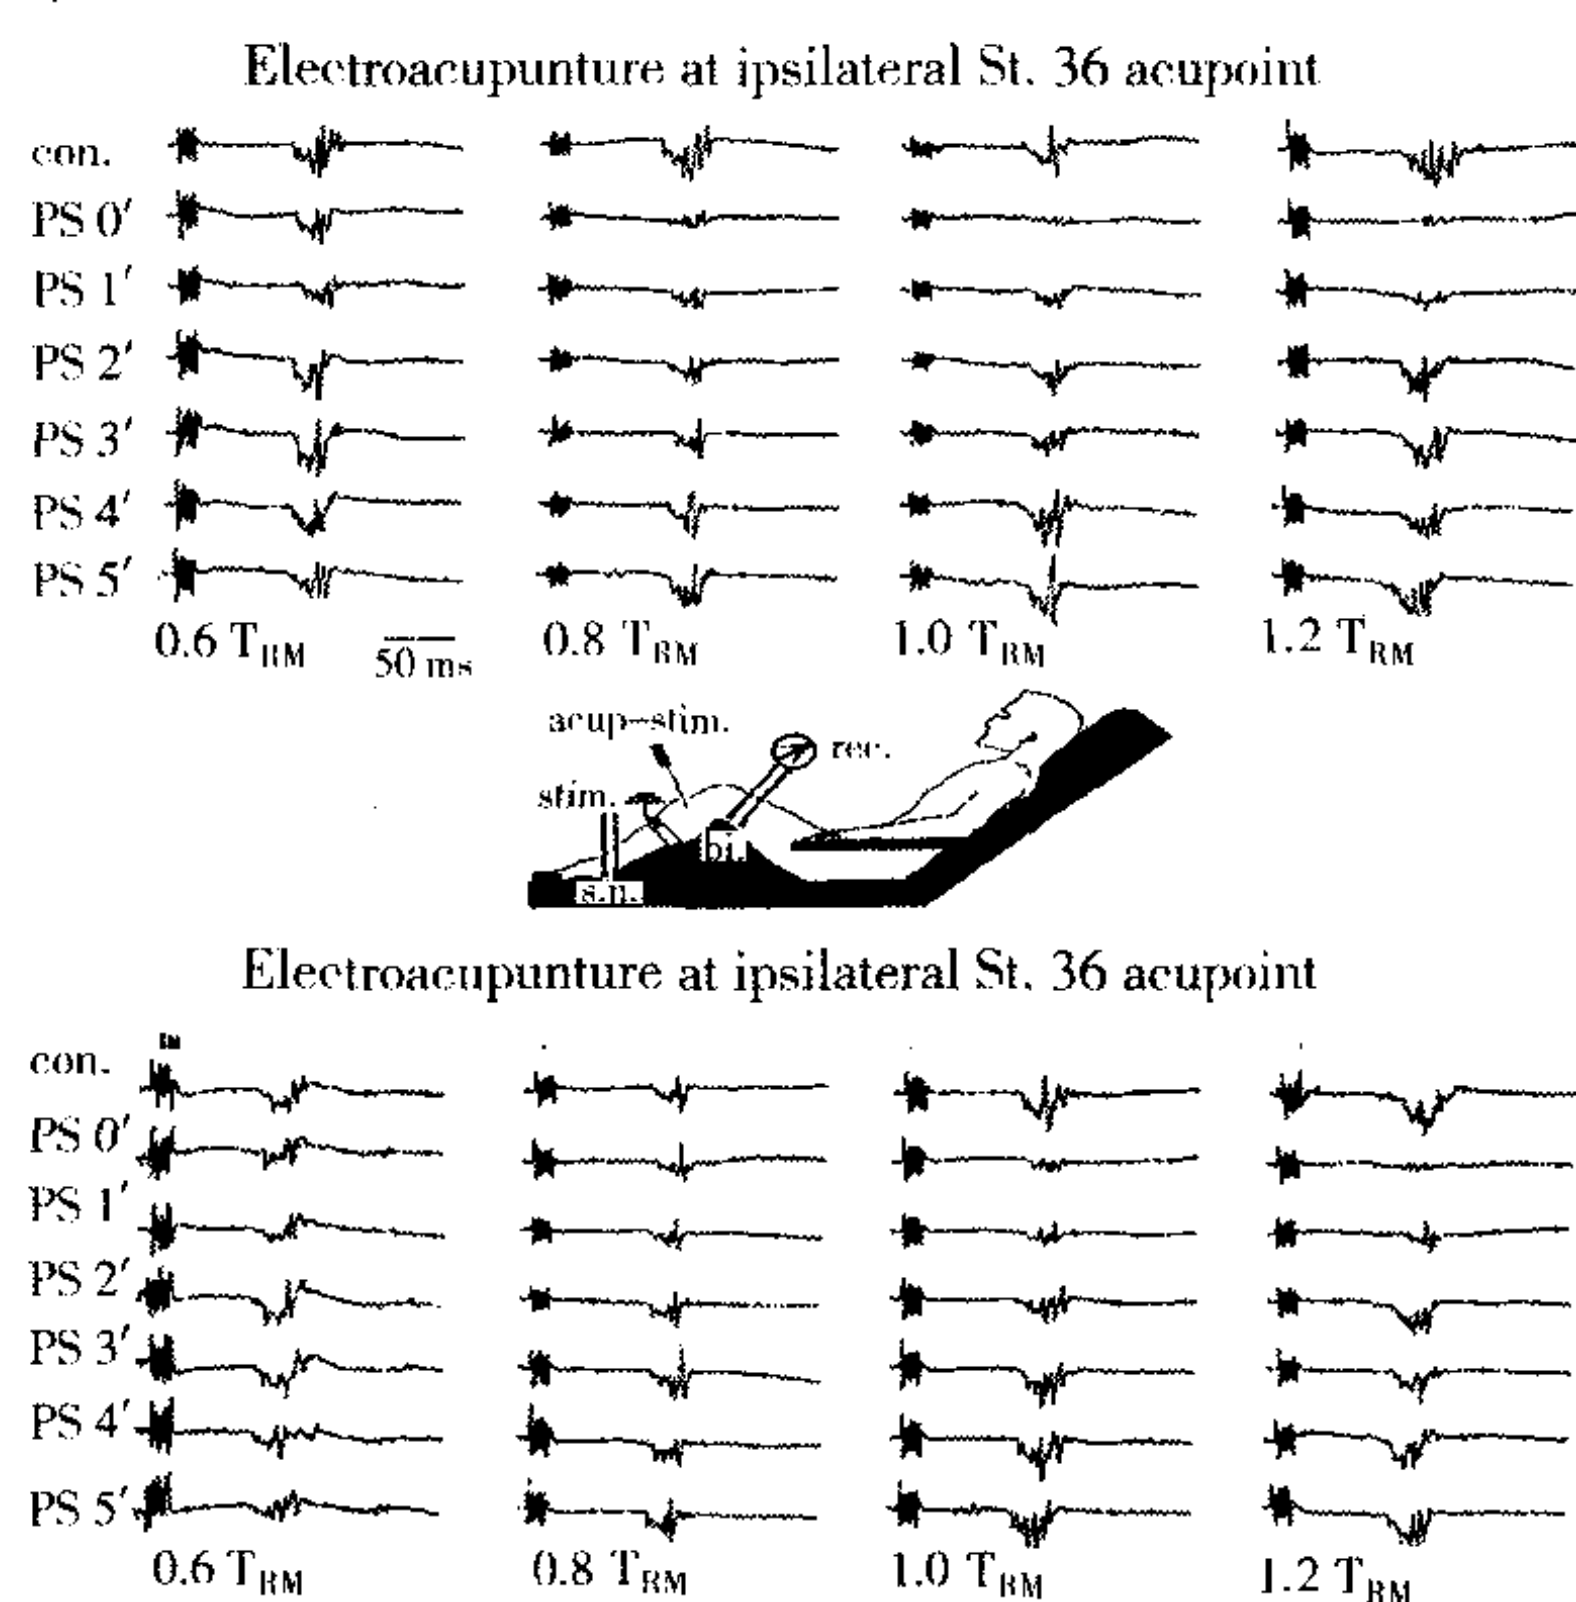 Electroacupunture at ipsilateral St. 36 acupoint
con.
PS 0′
PS 1′
PS 2′
PS 3′
PS 4′
PS 5′
0.6 T_RM 50 ms 0.8 T_RM 1.0 T_RM 1.2 T_RM
acup-stim.
rec.
stim.
bi.
s.n.
Electroacupunture at ipsilateral St. 36 acupoint
con.
PS 0′
PS 1′
PS 2′
PS 3′
PS 4′
PS 5′
0.6 T_RM 0.8 T_RM 1.0 T_RM 1.2 T_RM